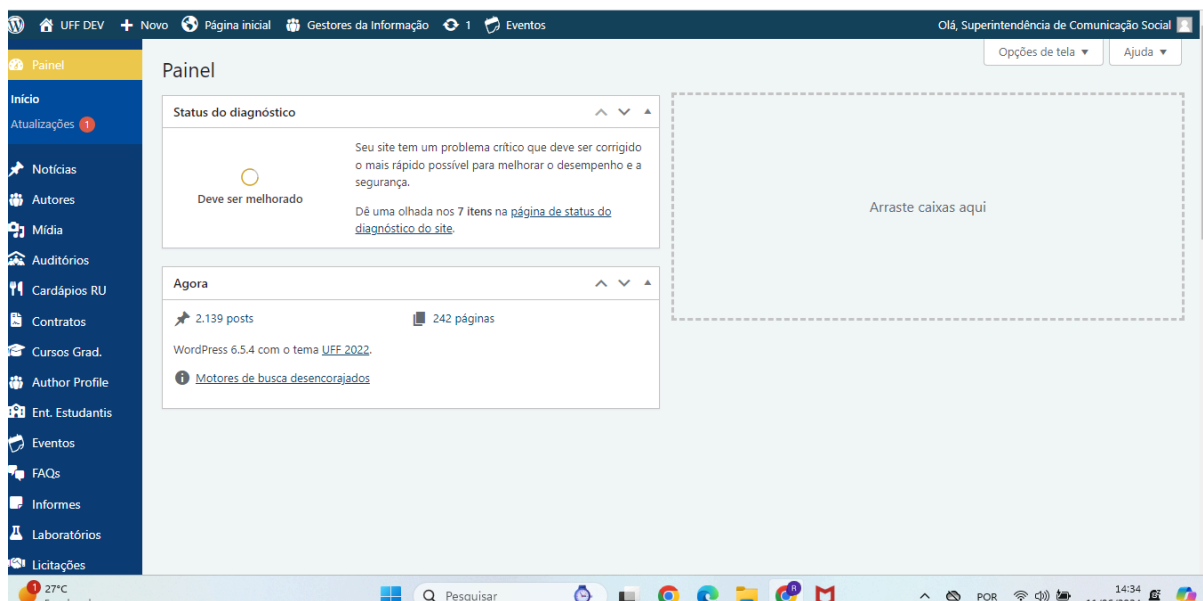 UFF DEV Novo Página inicial Gestores da Informação 1 Eventos Olá, Superintendência de Comunicação Social
Opções de tela Ajuda
Painel
Início
Atualizações 1
Notícias
Autores
Mídia
Auditórios
Cardápios RU
Contratos
Cursos Grad.
Author Profile
Ent. Estudantis
Eventos
FAQs
Informes
Laboratórios
Licitações
Painel
Status do diagnóstico
Deve ser melhorado
Seu site tem um problema crítico que deve ser corrigido
o mais rápido possível para melhorar o desempenho e a
segurança.
Dê uma olhada nos 7 itens na página de status do
diagnóstico do site.
Agora
2.139 posts 242 páginas
WordPress 6.5.4 com o tema UFF 2022.
Motores de busca desencorajados
Arraste caixas aqui
1 27°C
Pesquisar
POR 14:34